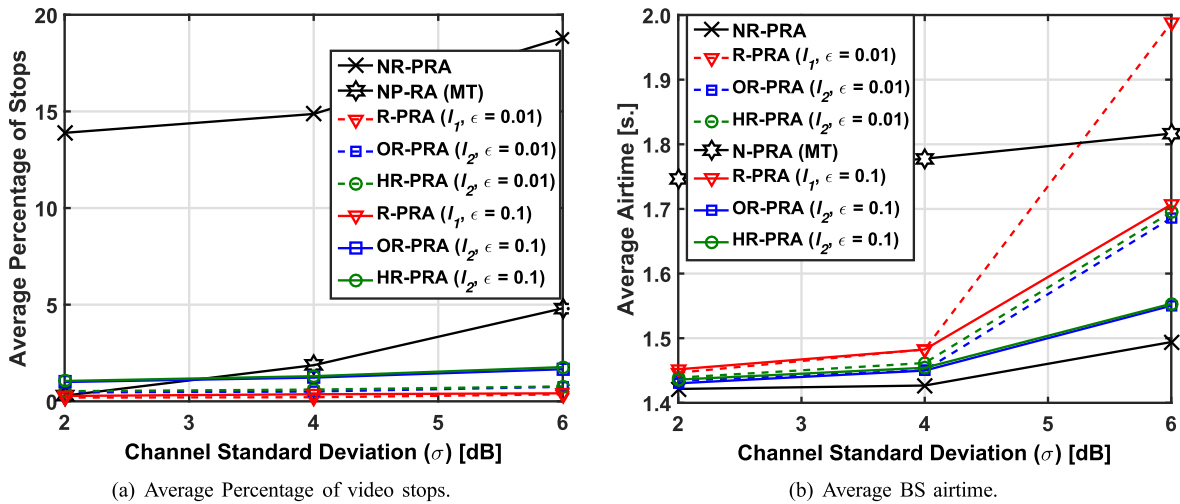 Average Percentage of Stops
20
15
10
5
0
2
3
4
5
6
NR-PRA
NP-RA (MT)
R-PRA (I1, ϵ = 0.01)
OR-PRA (I2, ϵ = 0.01)
HR-PRA (I2, ϵ = 0.01)
R-PRA (I1, ϵ = 0.1)
OR-PRA (I2, ϵ = 0.1)
HR-PRA (I2, ϵ = 0.1)
Channel Standard Deviation (σ) [dB]
(a) Average Percentage of video stops.
Average Airtime [s.]
2.0
1.9
1.8
1.7
1.6
1.5
1.4
2
3
4
5
6
NR-PRA
R-PRA (I1, ϵ = 0.01)
OR-PRA (I2, ϵ = 0.01)
HR-PRA (I2, ϵ = 0.01)
N-PRA (MT)
R-PRA (I1, ϵ = 0.1)
OR-PRA (I2, ϵ = 0.1)
HR-PRA (I2, ϵ = 0.1)
Channel Standard Deviation (σ) [dB]
(b) Average BS airtime.